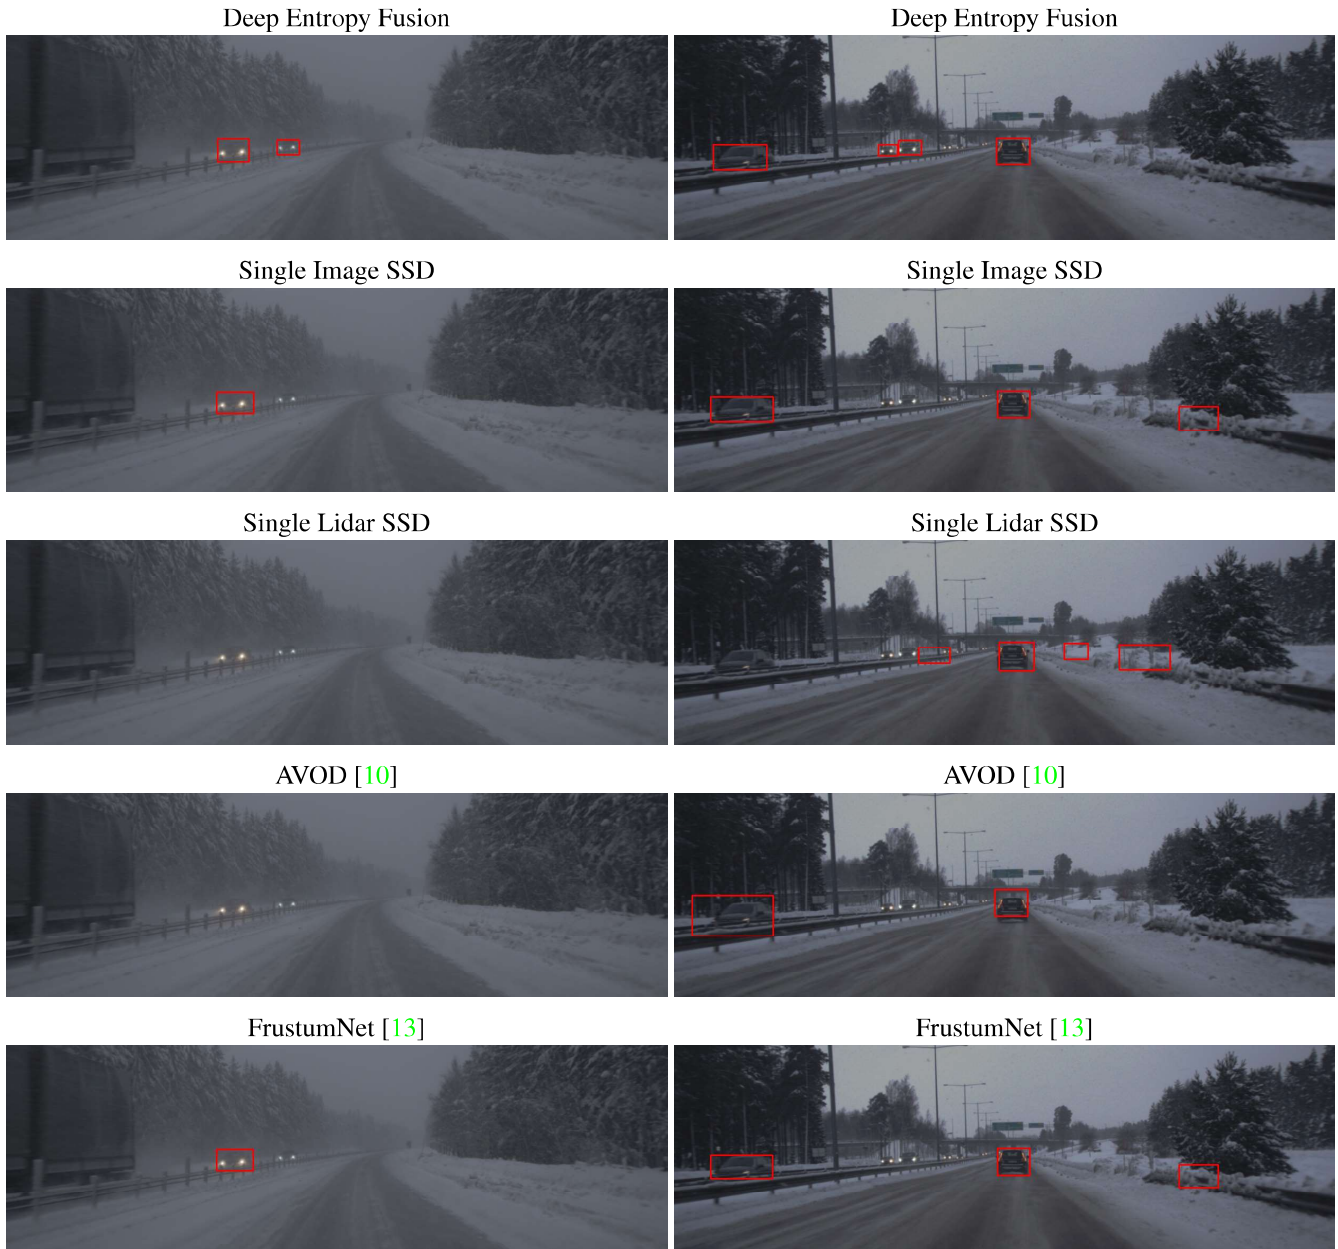 Deep Entropy Fusion
Deep Entropy Fusion
Single Image SSD
Single Image SSD
Single Lidar SSD
Single Lidar SSD
AVOD [10]
AVOD [10]
FrustumNet [13]
FrustumNet [13]